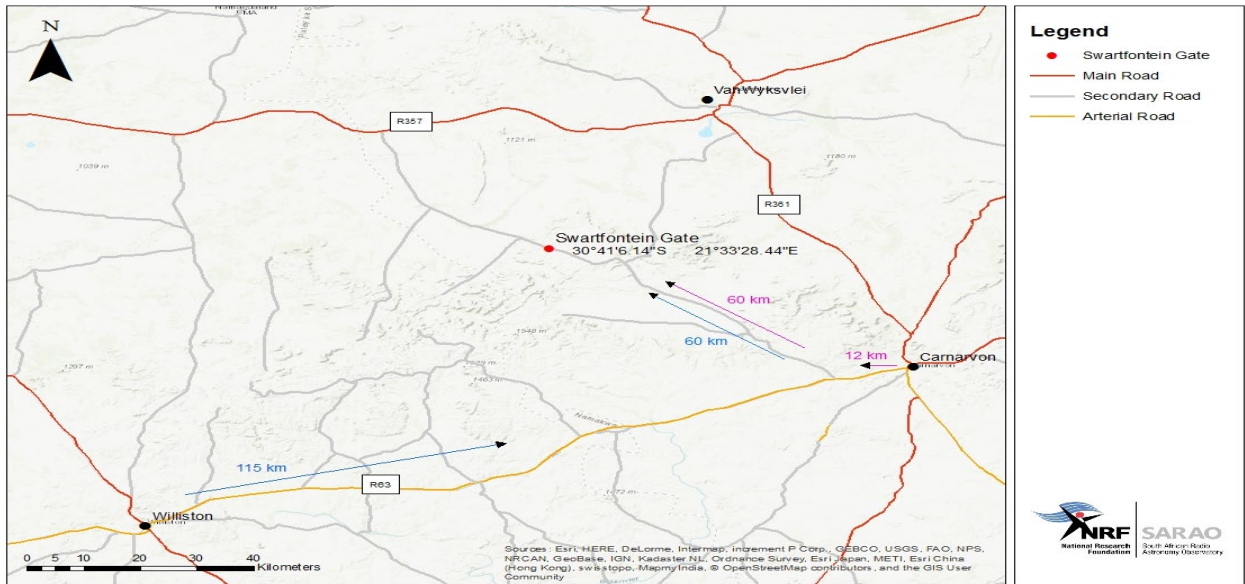 N
VanWyksvlei
R357
1121 m
1039 m
1180 m
R361
Swartfontein Gate
30°41'6.14"S 21°33'28.44"E
60 km
60 km
12 km
Carnarvon
1548 m
1297 m
1463 m
Namakwa
115 km
R63
1172 m
Williston
0 5 10 20 30 40
Kilometers
Sources: Esri, HERE, DeLorme, Intermap, increment P Corp., GEBCO, USGS, FAO, NPS,
NRCAN, GeoBase, IGN, Kadaster NL, Ordnance Survey, Esri Japan, METI, Esri China
(Hong Kong), swisstopo, MapmyIndia, © OpenStreetMap contributors, and the GIS User
Community
Legend
Swartfontein Gate
Main Road
Secondary Road
Arterial Road
NRF
National Research
Foundation
SARAO
South African Radio
Astronomy Observatory